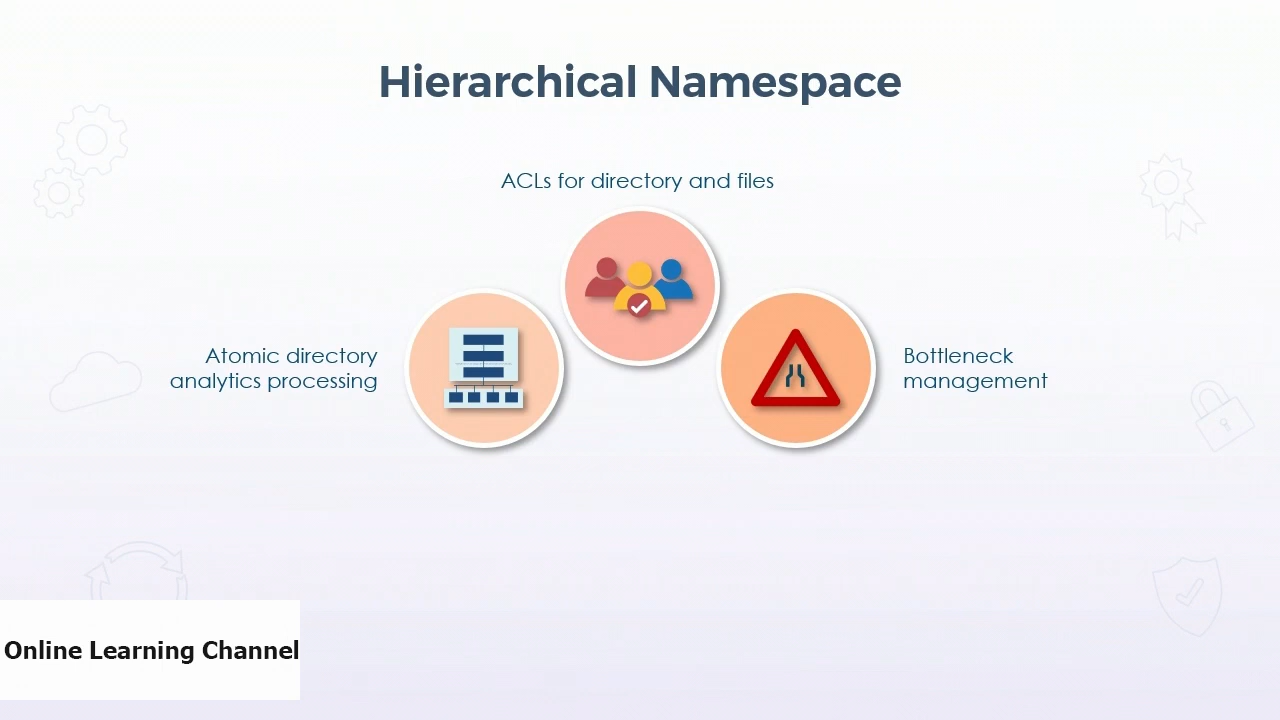 Hierarchical Namespace
ACLs for directory and files
Atomic directory
analytics processing
Bottleneck
management
Online Learning Channel